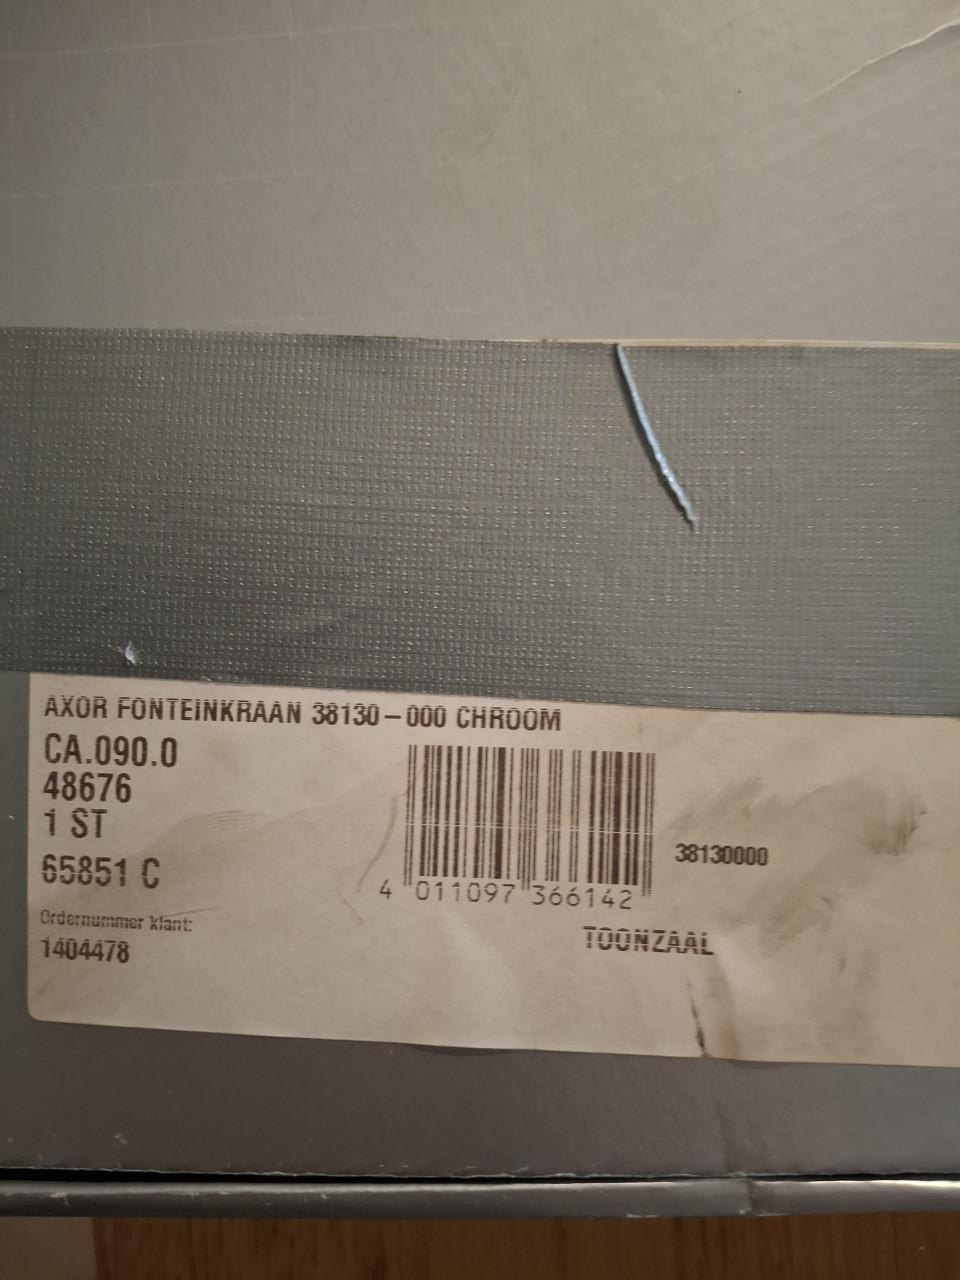 AXOR FONTEINKRAAN 38130-000 CHROOM
CA.090.0
48676
1 ST
65851 C
38130000
4 011097 366142
Ordernummer klant:
TOONZAAL
1404478